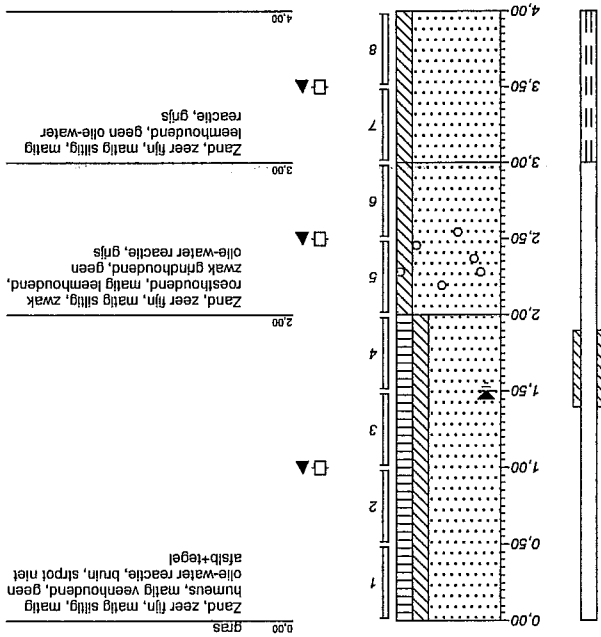 0,00
0,50
1,00
1,50
2,00
2,50
3,00
3,50
4,00
1
2
3
4
5
6
7
8
0,00 gras
Zand, zeer fijn, matig siltig, matig
humeus, matig veenhoudend, geen
olie-water reactie, bruin, strpot niet
afslb+tegel
2,00
Zand, zeer fijn, matig siltig, zwak
roesthoudend, matig leemhoudend,
zwak grindhoudend, geen
olie-water reactie, grijs
3,00
Zand, zeer fijn, matig siltig, matig
leemhoudend, geen olie-water
reactie, grijs
4,00